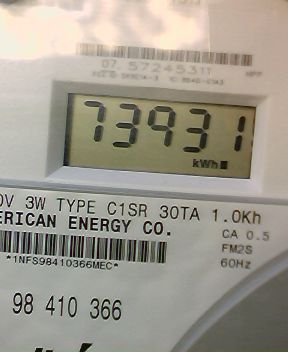 07 57245311
73931
kWh
0V 3W TYPE C1SR 30TA 1.0Kh
ERICAN ENERGY CO.
CA 0.5
FM2S
60Hz
*1NFS98410366MEC*
98 410 366